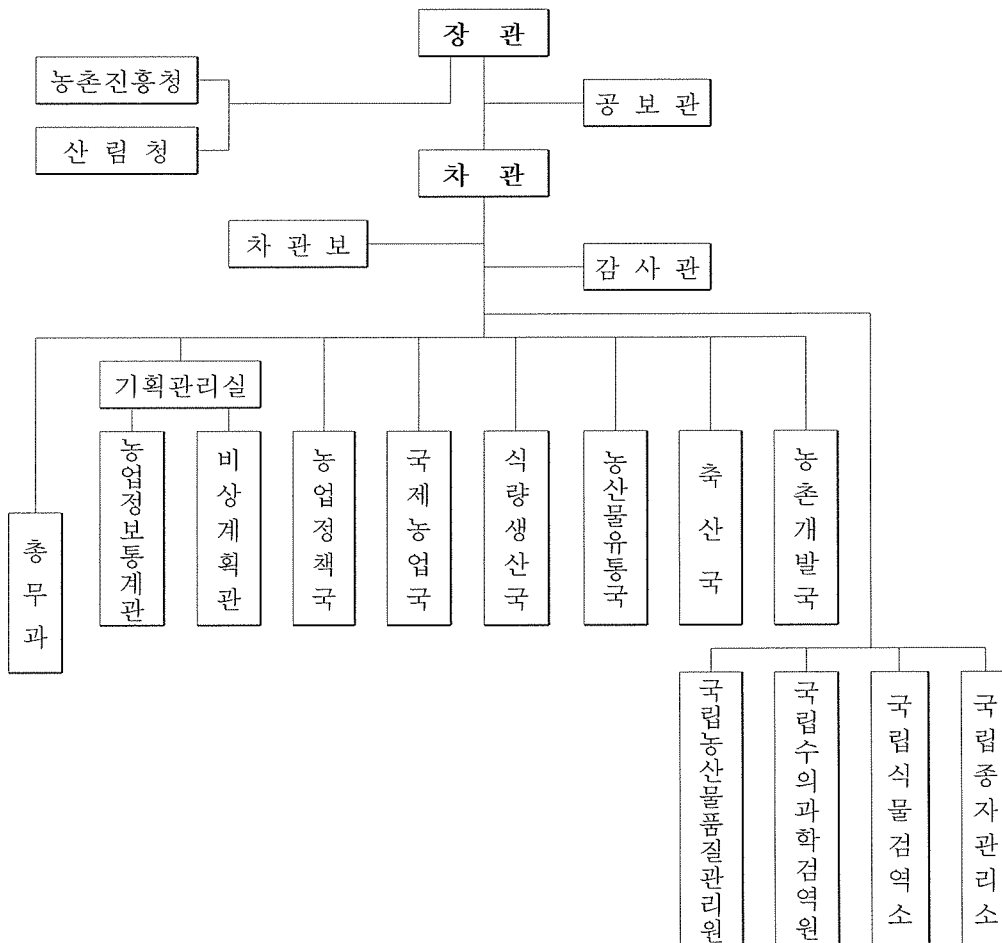 장 관
농촌진흥청
공 보 관
산 림 청
차 관
차 관 보
감 사 관
기획관리실
총무과
농업정보통계관
비상계획관
농업정책국
국제농업국
식량생산국
농산물유통국
축산국
농촌개발국
국립농산물품질관리원
국립수의과학검역원
국립식물검역소
국립종자관리소